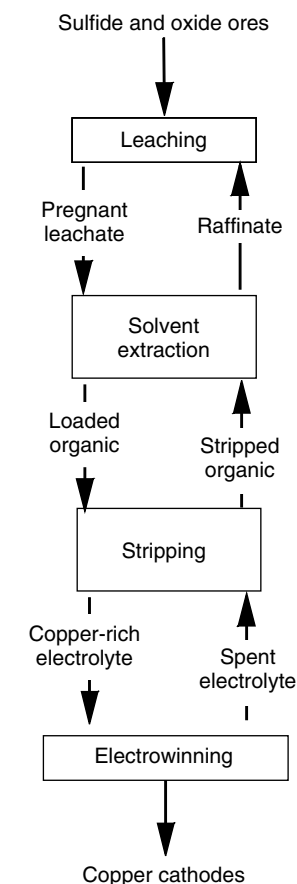 Sulfide and oxide ores
Leaching
Pregnant
leachate
Raffinate
Solvent
extraction
Loaded
organic
Stripped
organic
Stripping
Copper-rich
electrolyte
Spent
electrolyte
Electrowinning
Copper cathodes